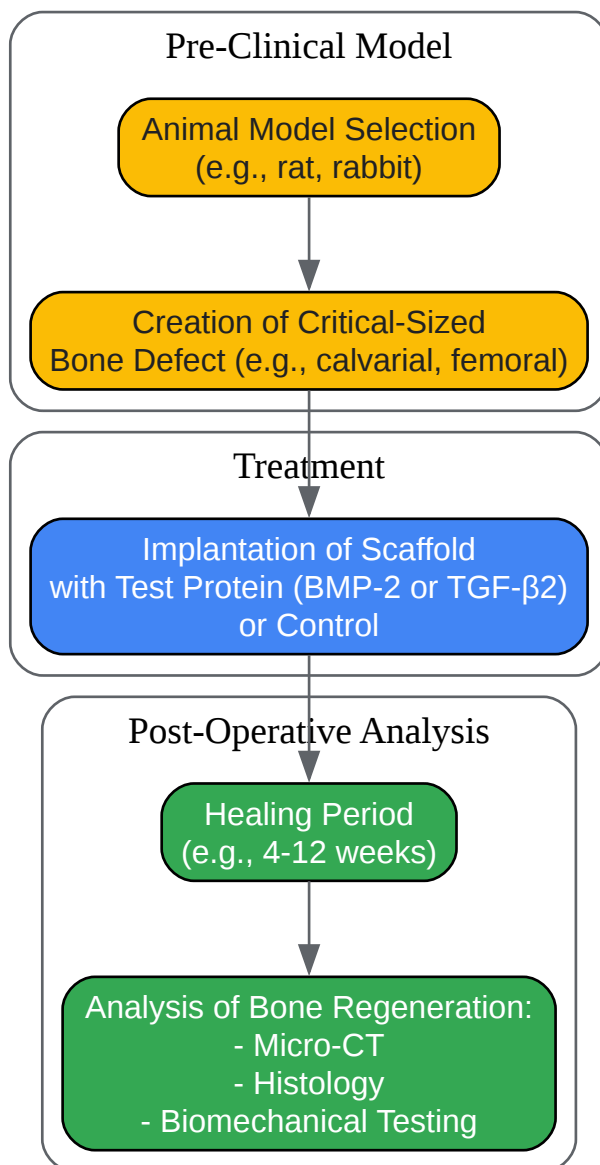 Pre-Clinical Model
Animal Model Selection
(e.g., rat, rabbit)
Creation of Critical-Sized
Bone Defect (e.g., calvarial, femoral)
Treatment
Implantation of Scaffold
with Test Protein (BMP-2 or TGF-β2)
or Control
Post-Operative Analysis
Healing Period
(e.g., 4-12 weeks)
Analysis of Bone Regeneration:
- Micro-CT
- Histology
- Biomechanical Testing